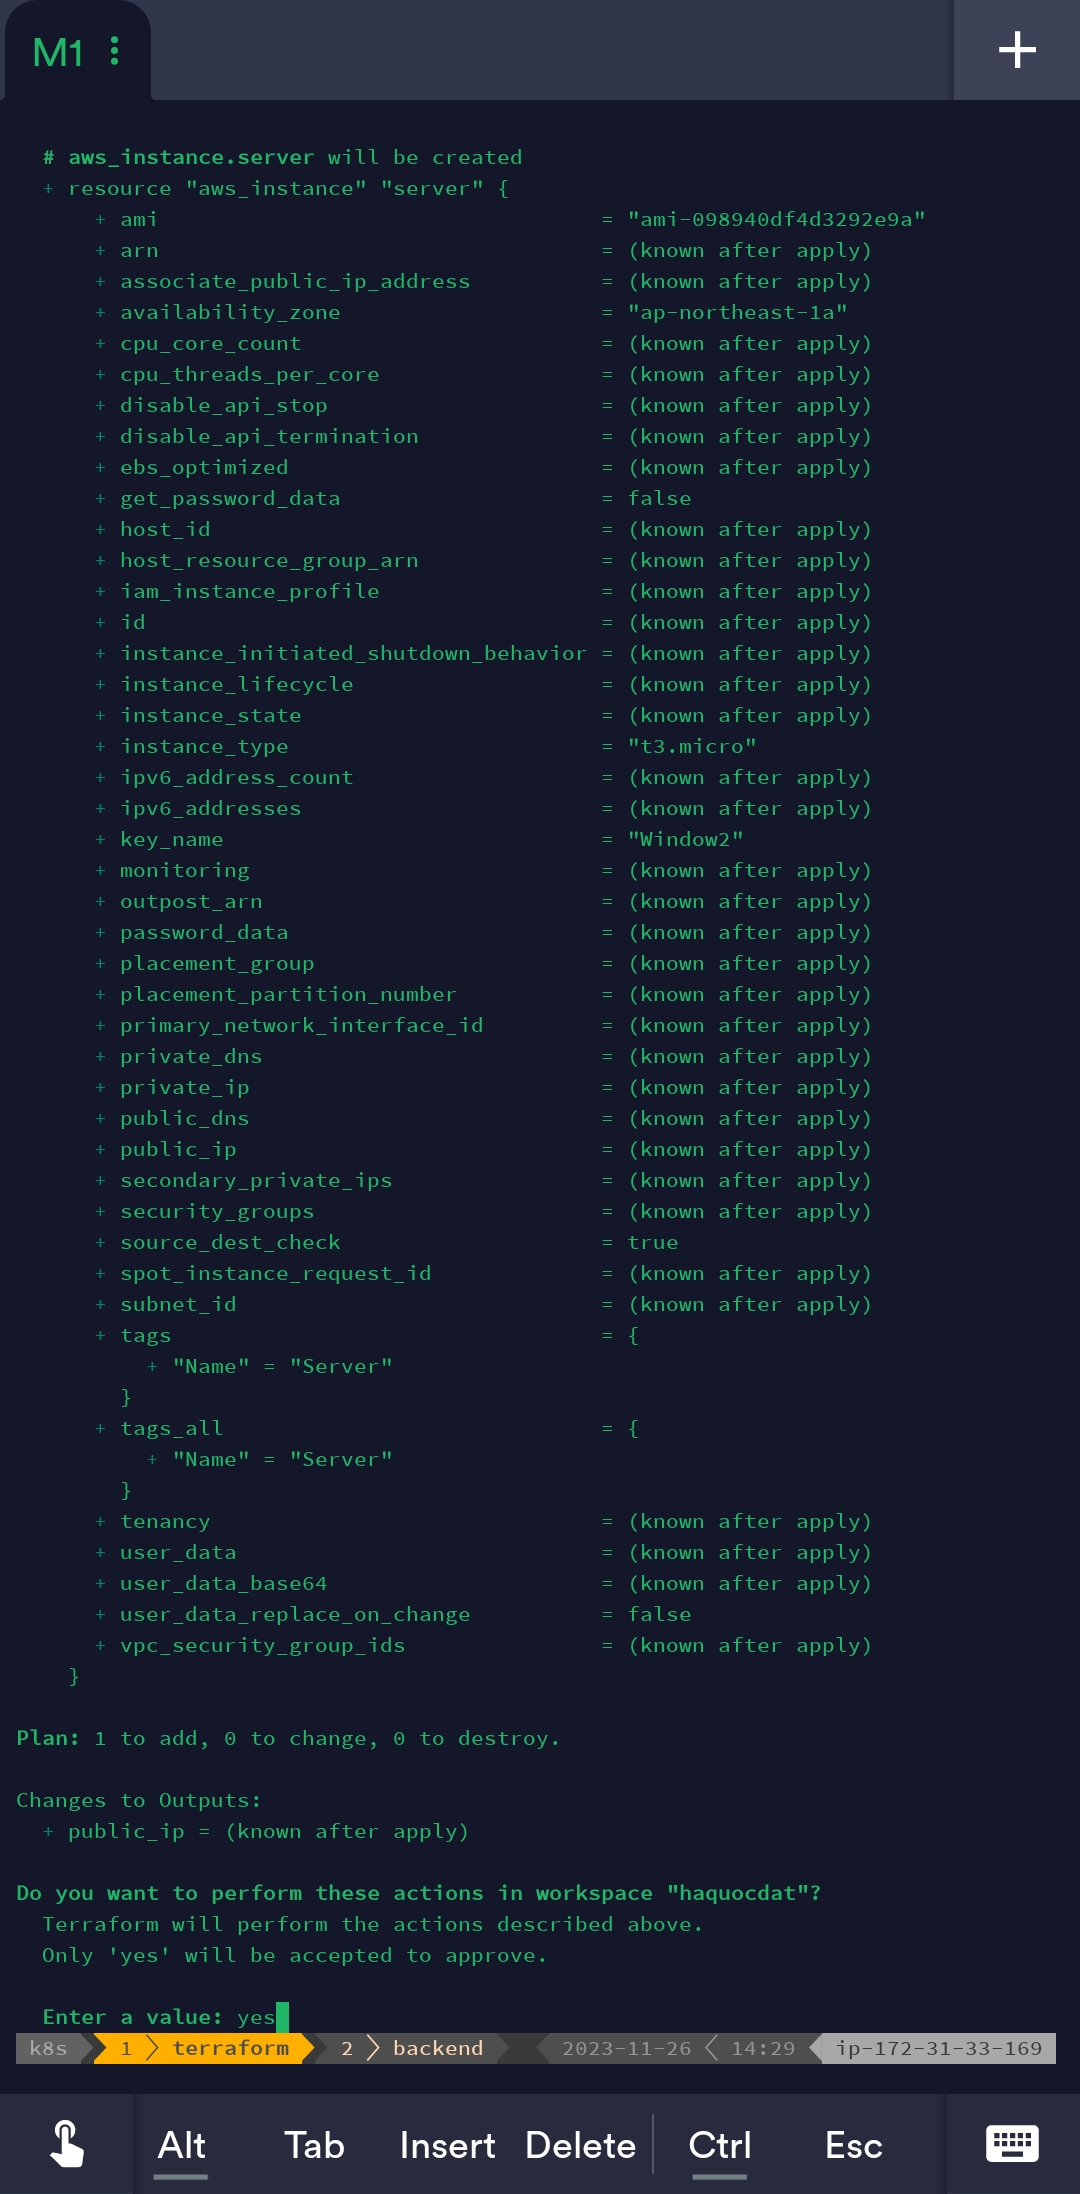 M1
# aws_instance.server will be created
+ resource "aws_instance" "server" {
+ ami = "ami-098940df4d3292e9a"
+ arn = (known after apply)
+ associate_public_ip_address = (known after apply)
+ availability_zone = "ap-northeast-1a"
+ cpu_core_count = (known after apply)
+ cpu_threads_per_core = (known after apply)
+ disable_api_stop = (known after apply)
+ disable_api_termination = (known after apply)
+ ebs_optimized = (known after apply)
+ get_password_data = false
+ host_id = (known after apply)
+ host_resource_group_arn = (known after apply)
+ iam_instance_profile = (known after apply)
+ id = (known after apply)
+ instance_initiated_shutdown_behavior = (known after apply)
+ instance_lifecycle = (known after apply)
+ instance_state = (known after apply)
+ instance_type = "t3.micro"
+ ipv6_address_count = (known after apply)
+ ipv6_addresses = (known after apply)
+ key_name = "Window2"
+ monitoring = (known after apply)
+ outpost_arn = (known after apply)
+ password_data = (known after apply)
+ placement_group = (known after apply)
+ placement_partition_number = (known after apply)
+ primary_network_interface_id = (known after apply)
+ private_dns = (known after apply)
+ private_ip = (known after apply)
+ public_dns = (known after apply)
+ public_ip = (known after apply)
+ secondary_private_ips = (known after apply)
+ security_groups = (known after apply)
+ source_dest_check = true
+ spot_instance_request_id = (known after apply)
+ subnet_id = (known after apply)
+ tags = {
+ "Name" = "Server"
}
+ tags_all = {
+ "Name" = "Server"
}
+ tenancy = (known after apply)
+ user_data = (known after apply)
+ user_data_base64 = (known after apply)
+ user_data_replace_on_change = false
+ vpc_security_group_ids = (known after apply)
}
Plan: 1 to add, 0 to change, 0 to destroy.
Changes to Outputs:
+ public_ip = (known after apply)
Do you want to perform these actions in workspace "haquocdat"?
Terraform will perform the actions described above.
Only 'yes' will be accepted to approve.
Enter a value: yes
k8s 1 terraform 2 backend 2023-11-26 14:29 ip-172-31-33-169
Alt Tab Insert Delete Ctrl Esc